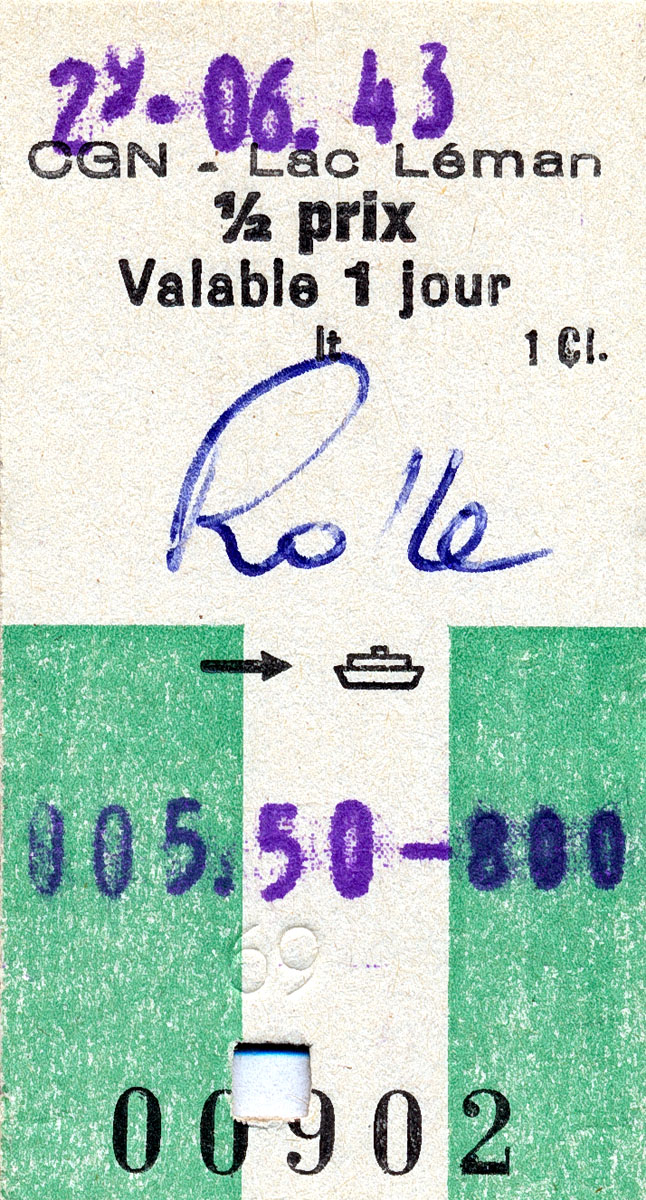 06. 43
CGN - Lac Léman
½ prix
Valable 1 jour
lt 1 Cl.
Rolle
005.50-800
69
00902